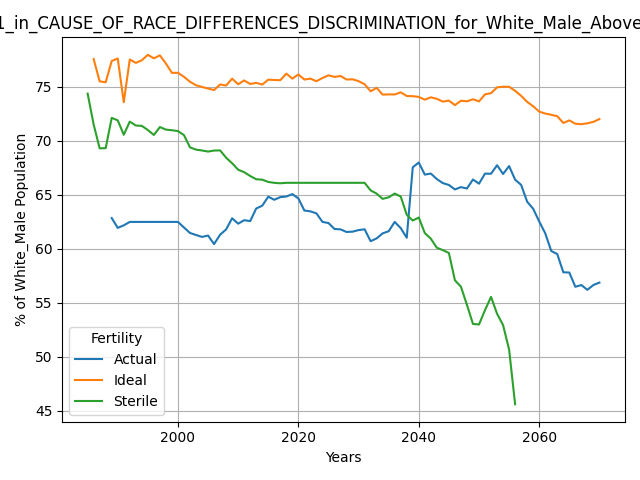 1_in_CAUSE_OF_RACE_DIFFERENCES_DISCRIMINATION_for_White_Male_Above
% of White_Male Population
75
70
65
60
55
50
45
Fertility
Actual
Ideal
Sterile
2000
2020
2040
2060
Years